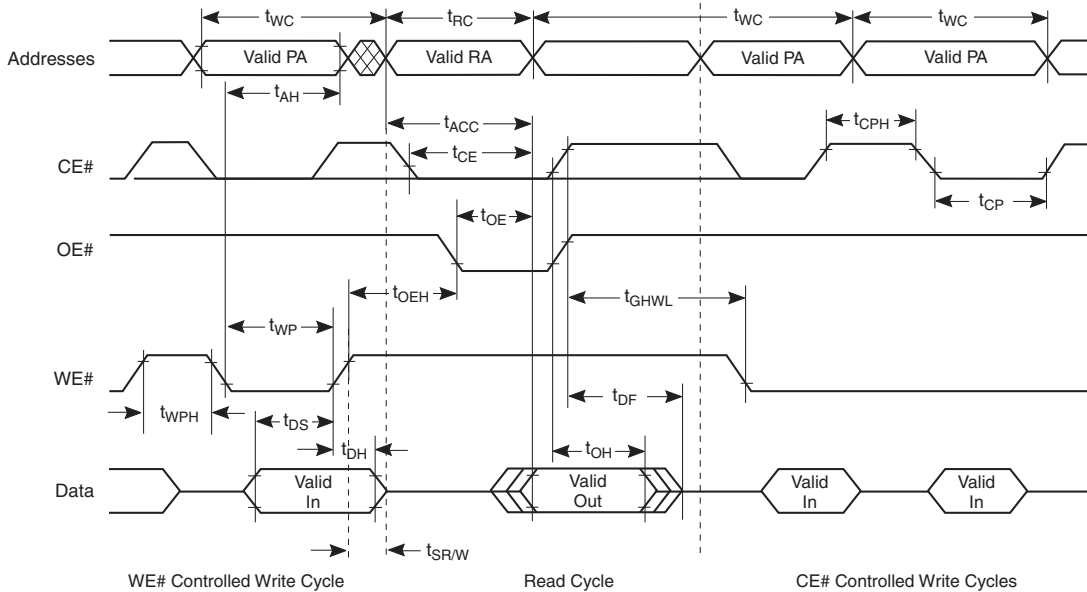 tWC tRC tWC tWC
Addresses Valid PA Valid RA Valid PA Valid PA
tAH
tACC
tCPH
CE# tCE
tCP
tOE
OE#
tOEH tGHWL
tWP
WE#
tWPH tDS tDF
tDH tOH
Data Valid In Valid Out Valid In Valid In
tSR/W
WE# Controlled Write Cycle Read Cycle CE# Controlled Write Cycles